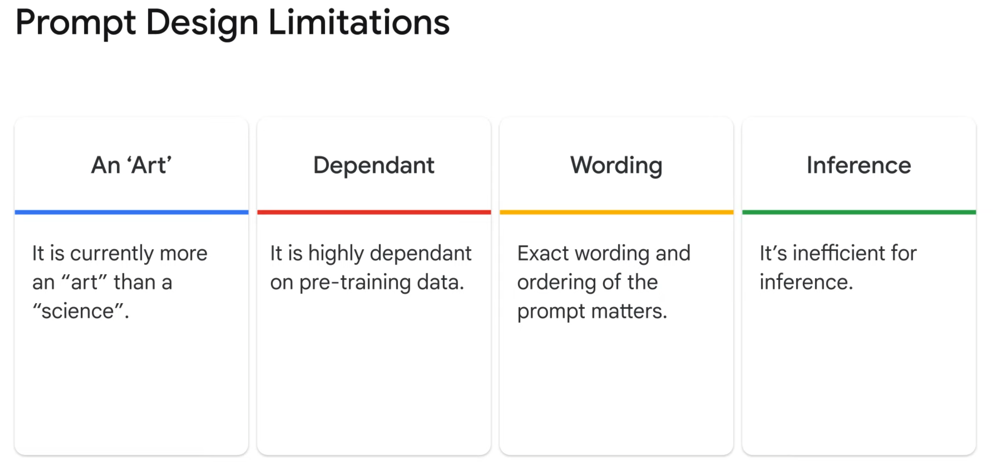 Prompt Design Limitations
An ‘Art’
It is currently more
an “art” than a
“science”.
Dependant
It is highly dependant
on pre-training data.
Wording
Exact wording and
ordering of the
prompt matters.
Inference
It’s inefficient for
inference.